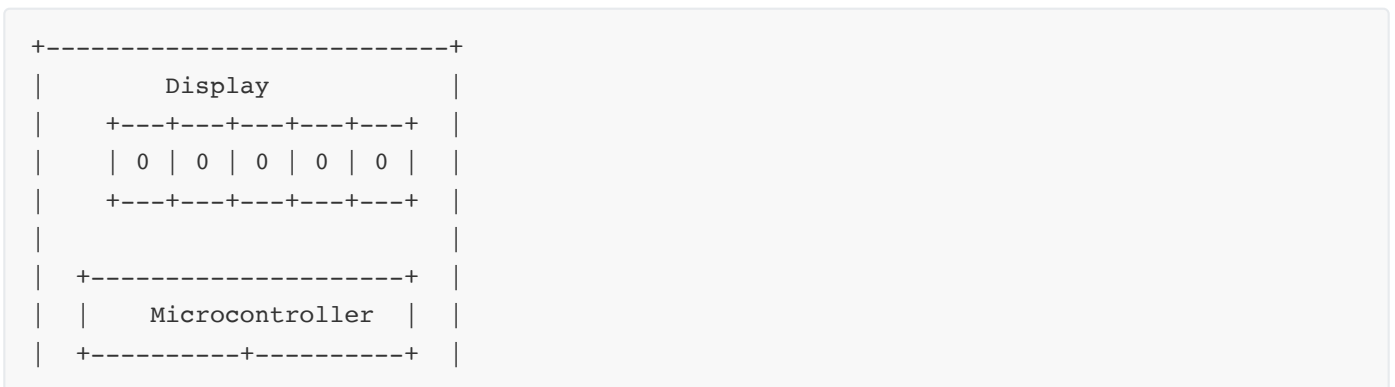 +---------------------------+
|        Display            |
|    +---+---+---+---+---+  |
|    | 0 | 0 | 0 | 0 | 0 |  |
|    +---+---+---+---+---+  |
|                           |
|  +---------------------+  |
|  |    Microcontroller  |  |
|  +----------+----------+  |